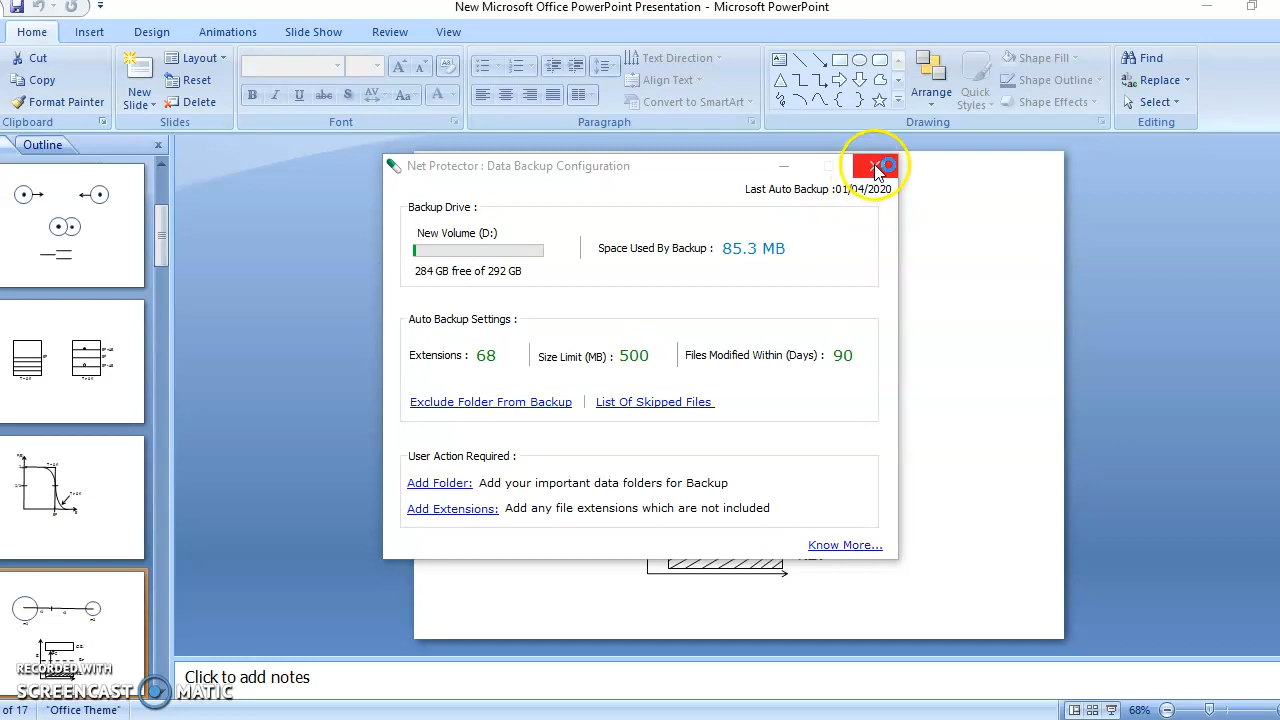 New Microsoft Office PowerPoint Presentation - Microsoft PowerPoint
Home Insert Design Animations Slide Show Review View
Cut
Copy
Format Painter
Clipboard
New Slide
Layout
Reset
Delete
Slides
B I U abc S AV Aa A
Font
Text Direction
Align Text
Convert to SmartArt
Paragraph
Arrange
Quick Styles
Shape Fill
Shape Outline
Shape Effects
Drawing
Find
Replace
Select
Editing
Outline
Net Protector : Data Backup Configuration
Last Auto Backup :01/04/2020
Backup Drive :
New Volume (D:)
284 GB free of 292 GB
Space Used By Backup : 85.3 MB
Auto Backup Settings :
Extensions : 68
Size Limit (MB) : 500
Files Modified Within (Days) : 90
Exclude Folder From Backup
List Of Skipped Files
User Action Required :
Add Folder: Add your important data folders for Backup
Add Extensions: Add any file extensions which are not included
Know More...
Click to add notes
RECORDED WITH
SCREENCAST MATIC
of 17 "Office Theme" 68%